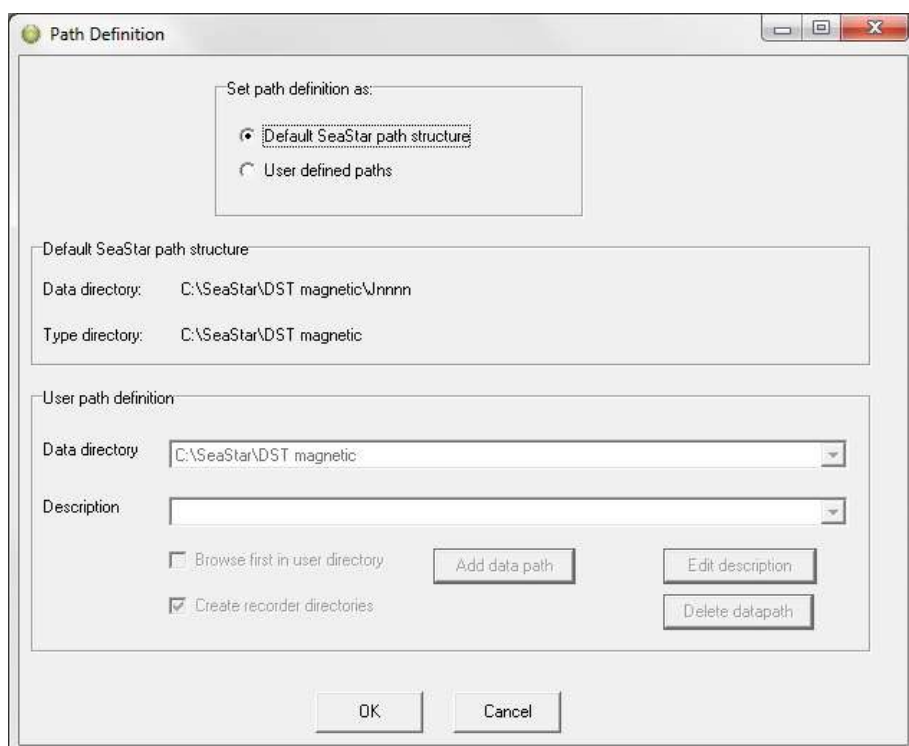 Path Definition
Set path definition as:
Default SeaStar path structure
User defined paths
Default SeaStar path structure
Data directory: C:\SeaStar\DST magnetic\Jnnnn
Type directory: C:\SeaStar\DST magnetic
User path definition
Data directory C:\SeaStar\DST magnetic
Description
Browse first in user directory Add data path Edit description
Create recorder directories Delete datapath
OK Cancel